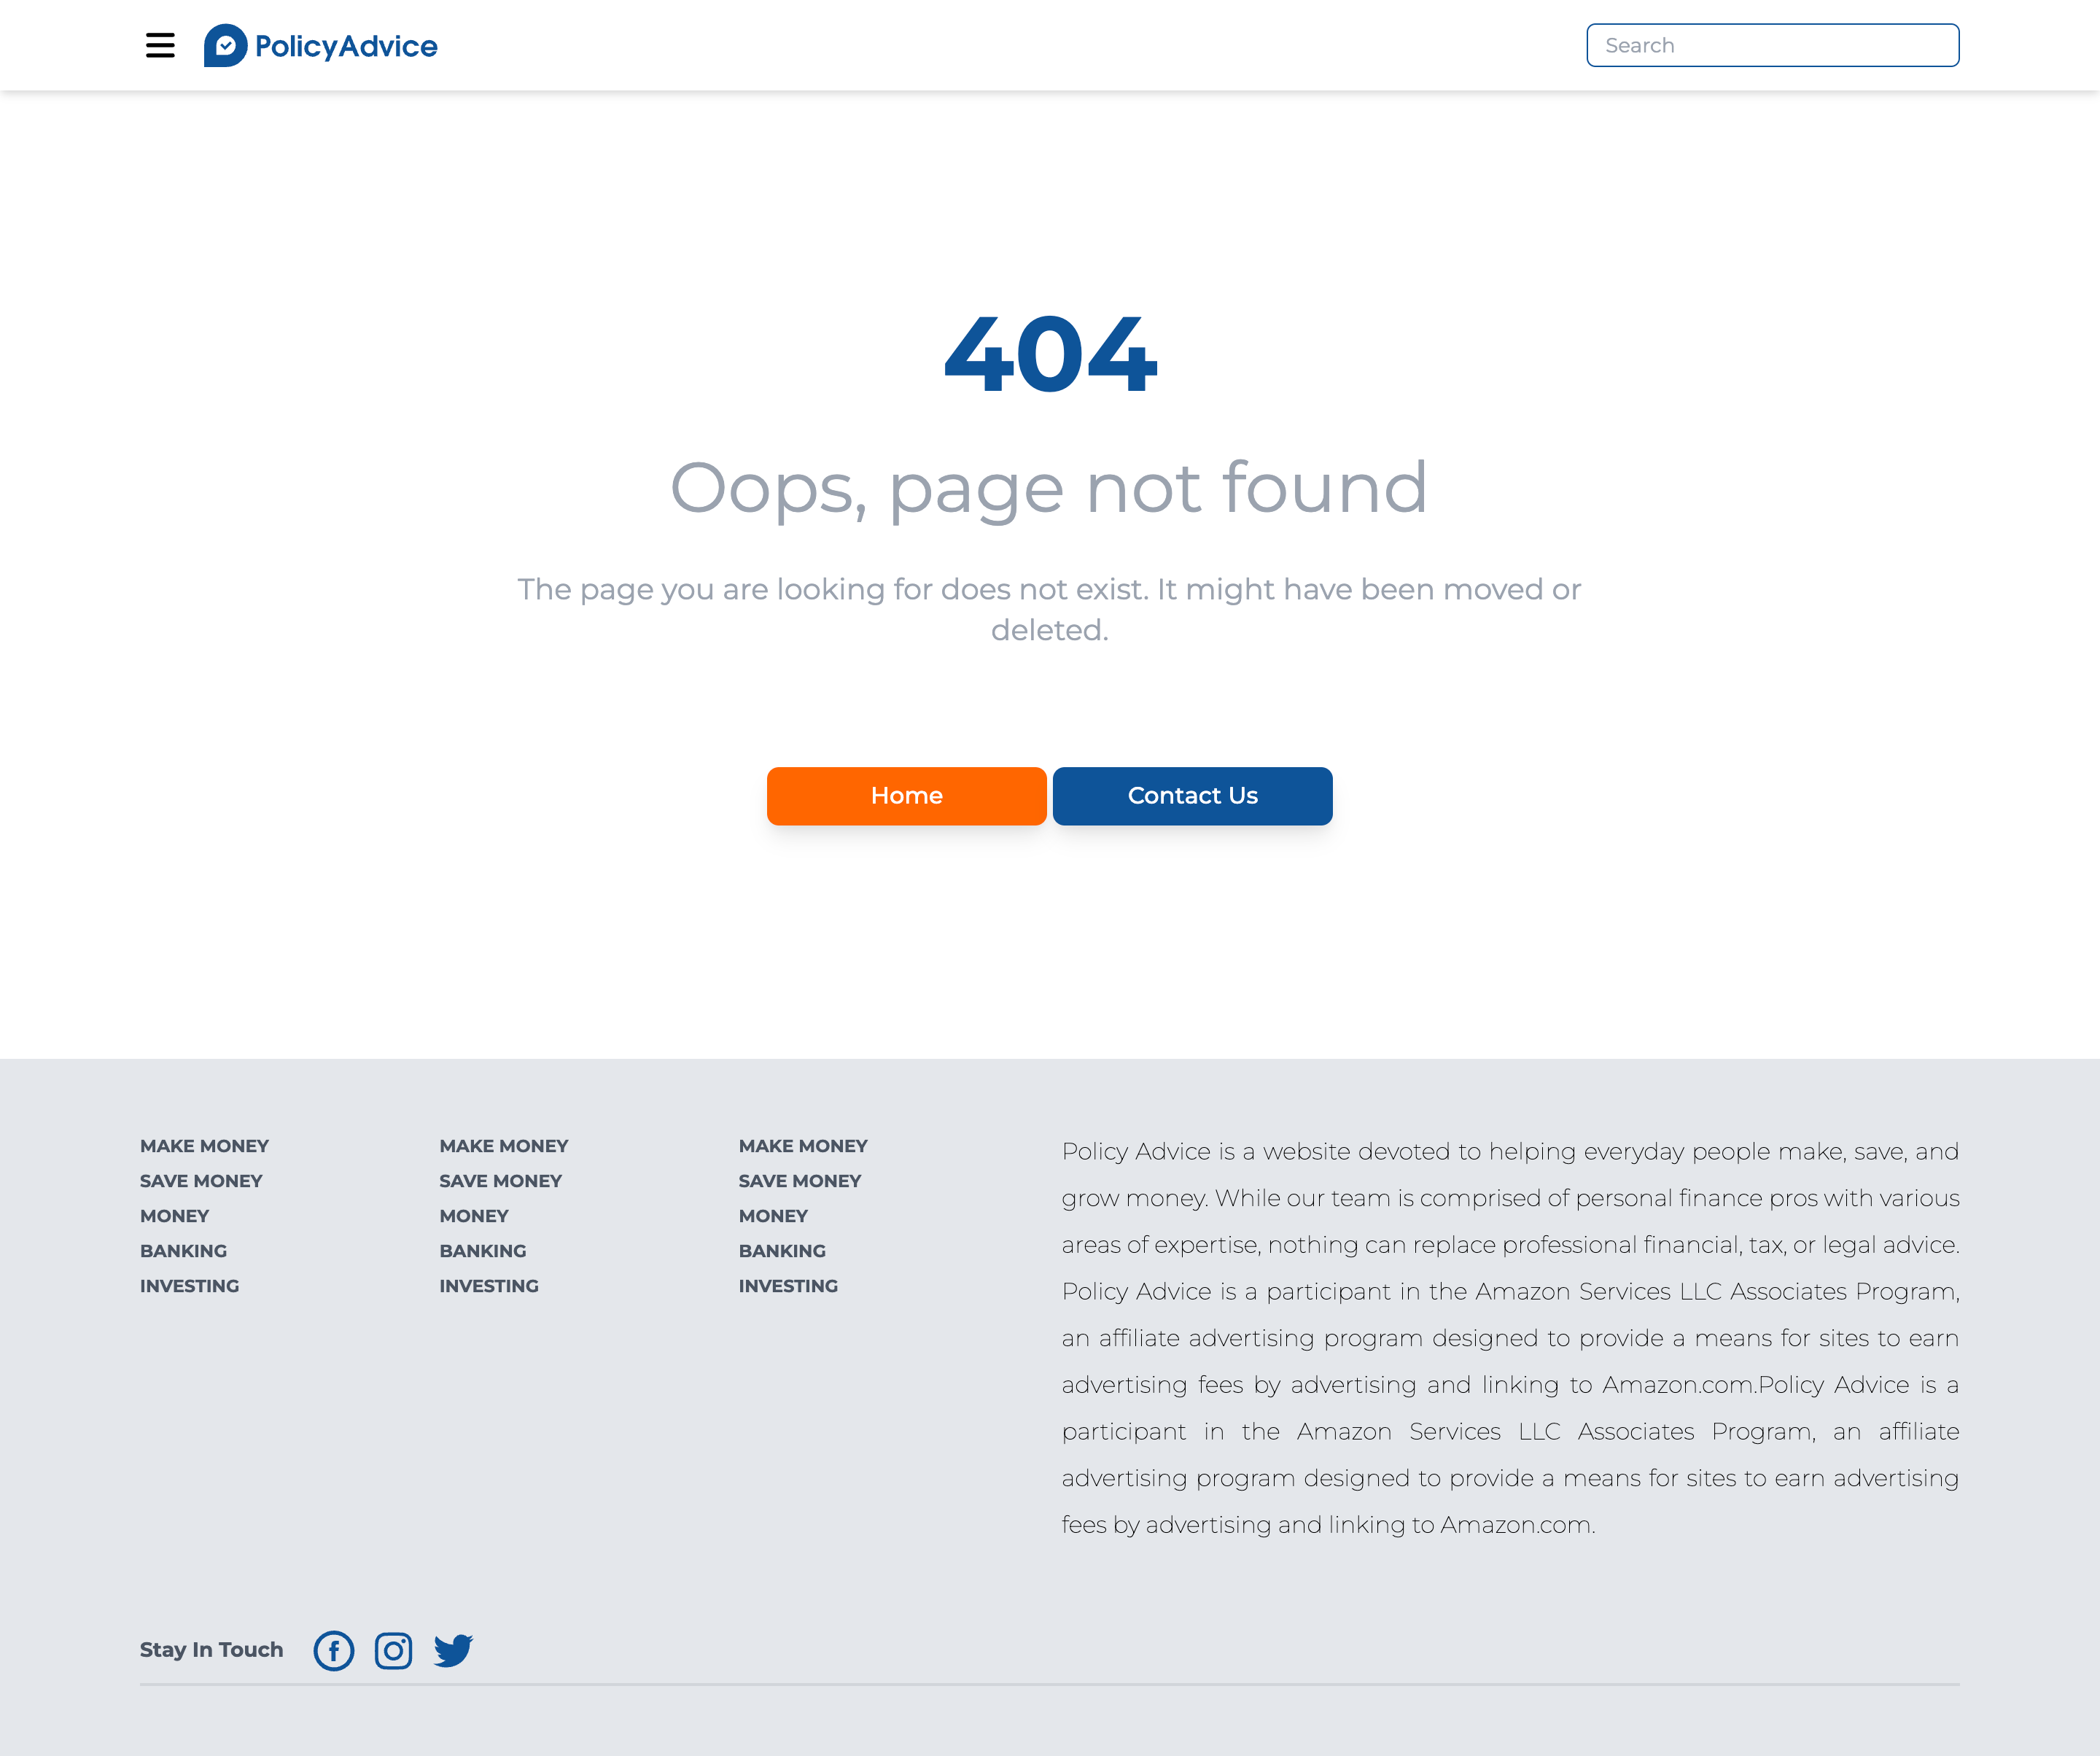 PolicyAdvice
Search
404
Oops, page not found
The page you are looking for does not exist. It might have been moved or
deleted.
Home
Contact Us
MAKE MONEY
SAVE MONEY
MONEY
BANKING
INVESTING
MAKE MONEY
SAVE MONEY
MONEY
BANKING
INVESTING
MAKE MONEY
SAVE MONEY
MONEY
BANKING
INVESTING
Policy Advice is a website devoted to helping everyday people make, save, and
grow money. While our team is comprised of personal finance pros with various
areas of expertise, nothing can replace professional financial, tax, or legal advice.
Policy Advice is a participant in the Amazon Services LLC Associates Program,
an affiliate advertising program designed to provide a means for sites to earn
advertising fees by advertising and linking to Amazon.com.Policy Advice is a
participant in the Amazon Services LLC Associates Program, an affiliate
advertising program designed to provide a means for sites to earn advertising
fees by advertising and linking to Amazon.com.
Stay In Touch